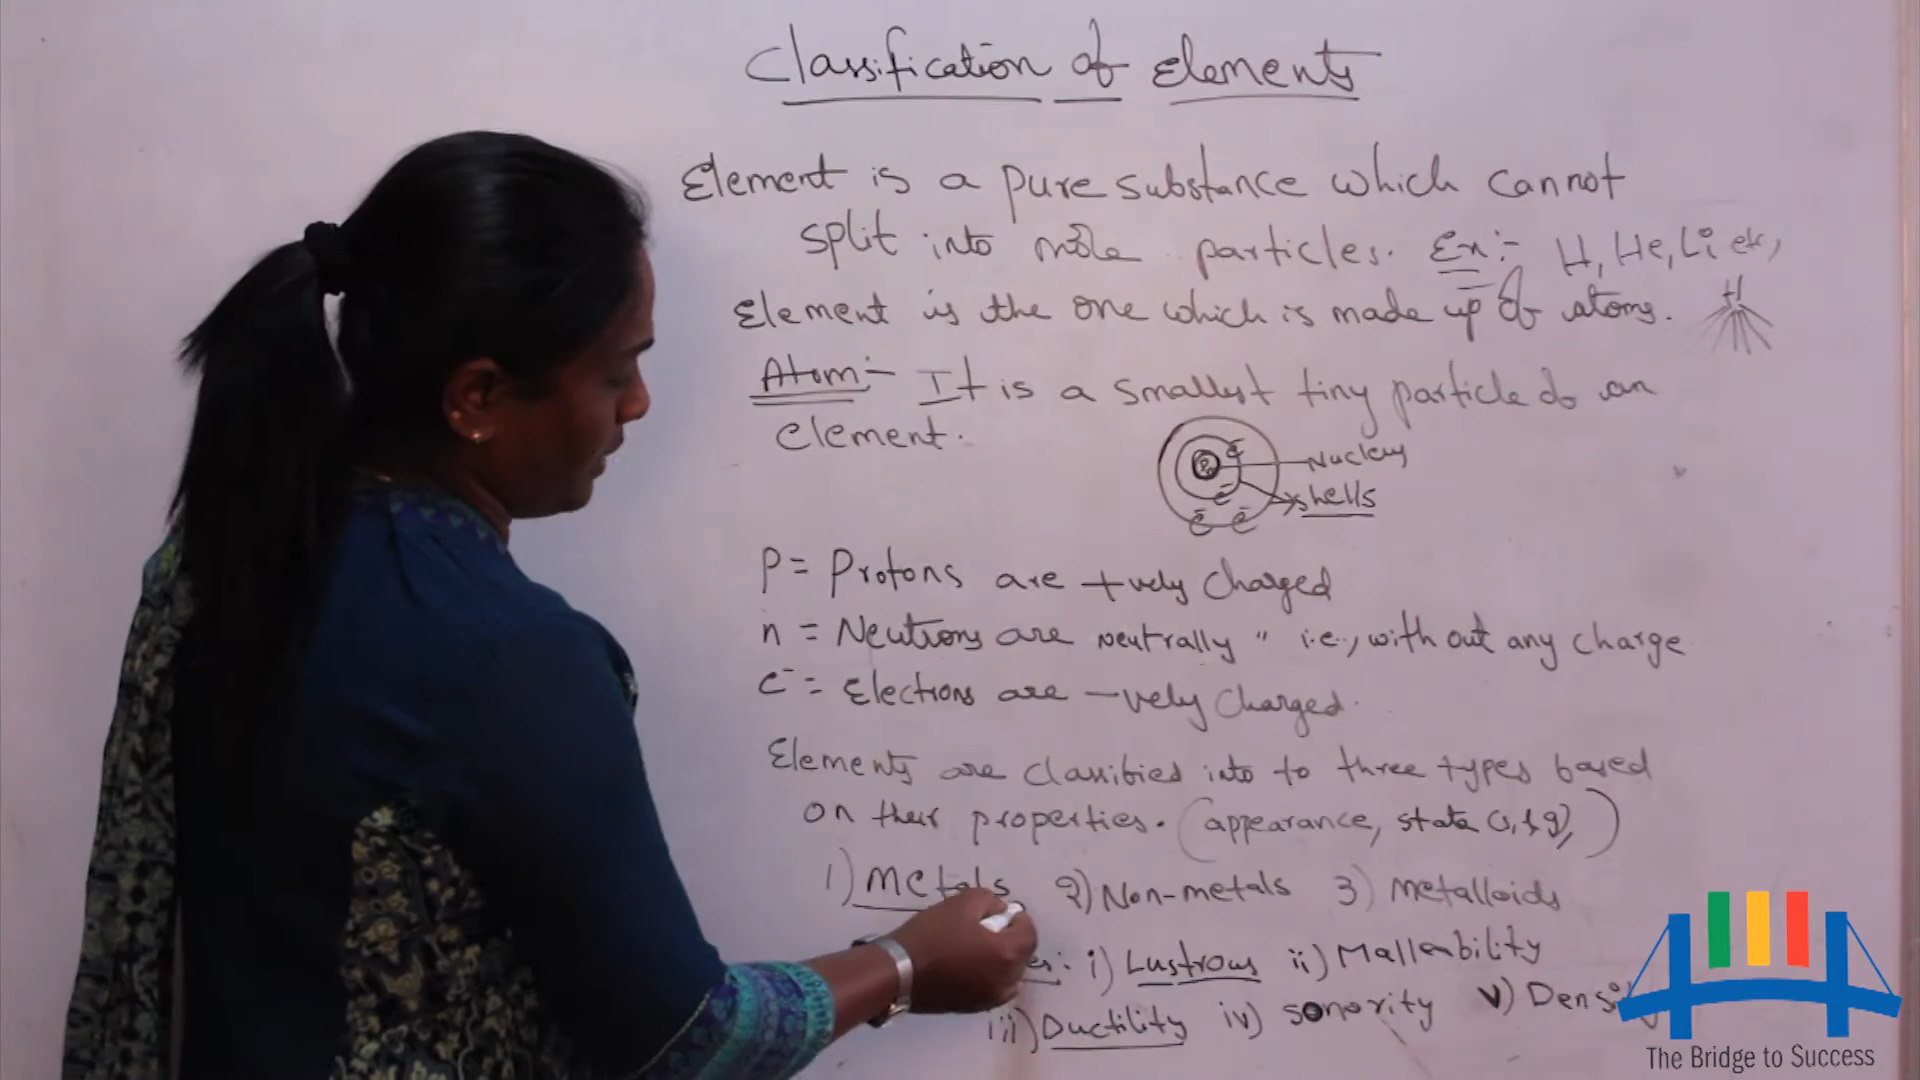 Classification of Elements
Element is a pure substance which cannot
split into more particles. Ex:- H, He, Li etc,
Element is the one which is made up of atoms. H
Atom:- It is a smallest tiny particle of an
element.
Nucleus
shells
e- e- e- e-
P = Protons are +vely charged
n = Neutrons are neutrally " i.e., with out any charge
e- = Electrons are -vely charged.
Elements are classified into to three types based
on their properties. (appearance, state (s, l, g),)
1) Metals 2) Non-metals 3) Metalloids
i) Lustrous ii) Malleability
iii) Ductility iv) sonority v)
The Bridge to Success